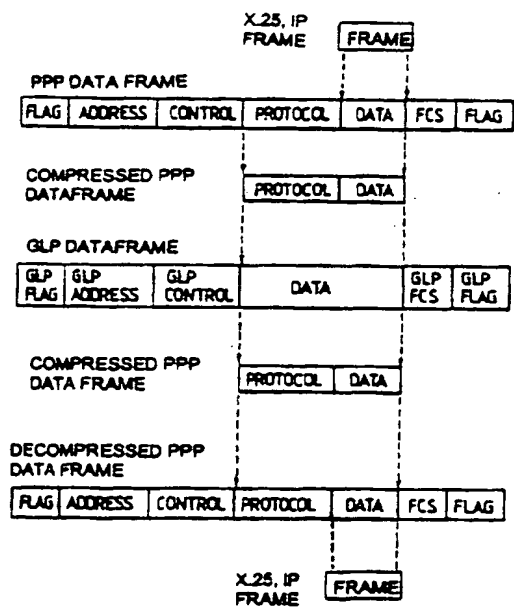 X.25, IP
FRAME
FRAME
PPP DATA FRAME
FLAG ADDRESS CONTROL PROTOCOL DATA FCS FLAG
COMPRESSED PPP
DATAFRAME
PROTOCOL DATA
GLP DATAFRAME
GLP FLAG GLP ADDRESS GLP CONTROL DATA GLP FCS GLP FLAG
COMPRESSED PPP
DATA FRAME
PROTOCOL DATA
DECOMPRESSED PPP
DATA FRAME
FLAG ADDRESS CONTROL PROTOCOL DATA FCS FLAG
X.25, IP
FRAME
FRAME